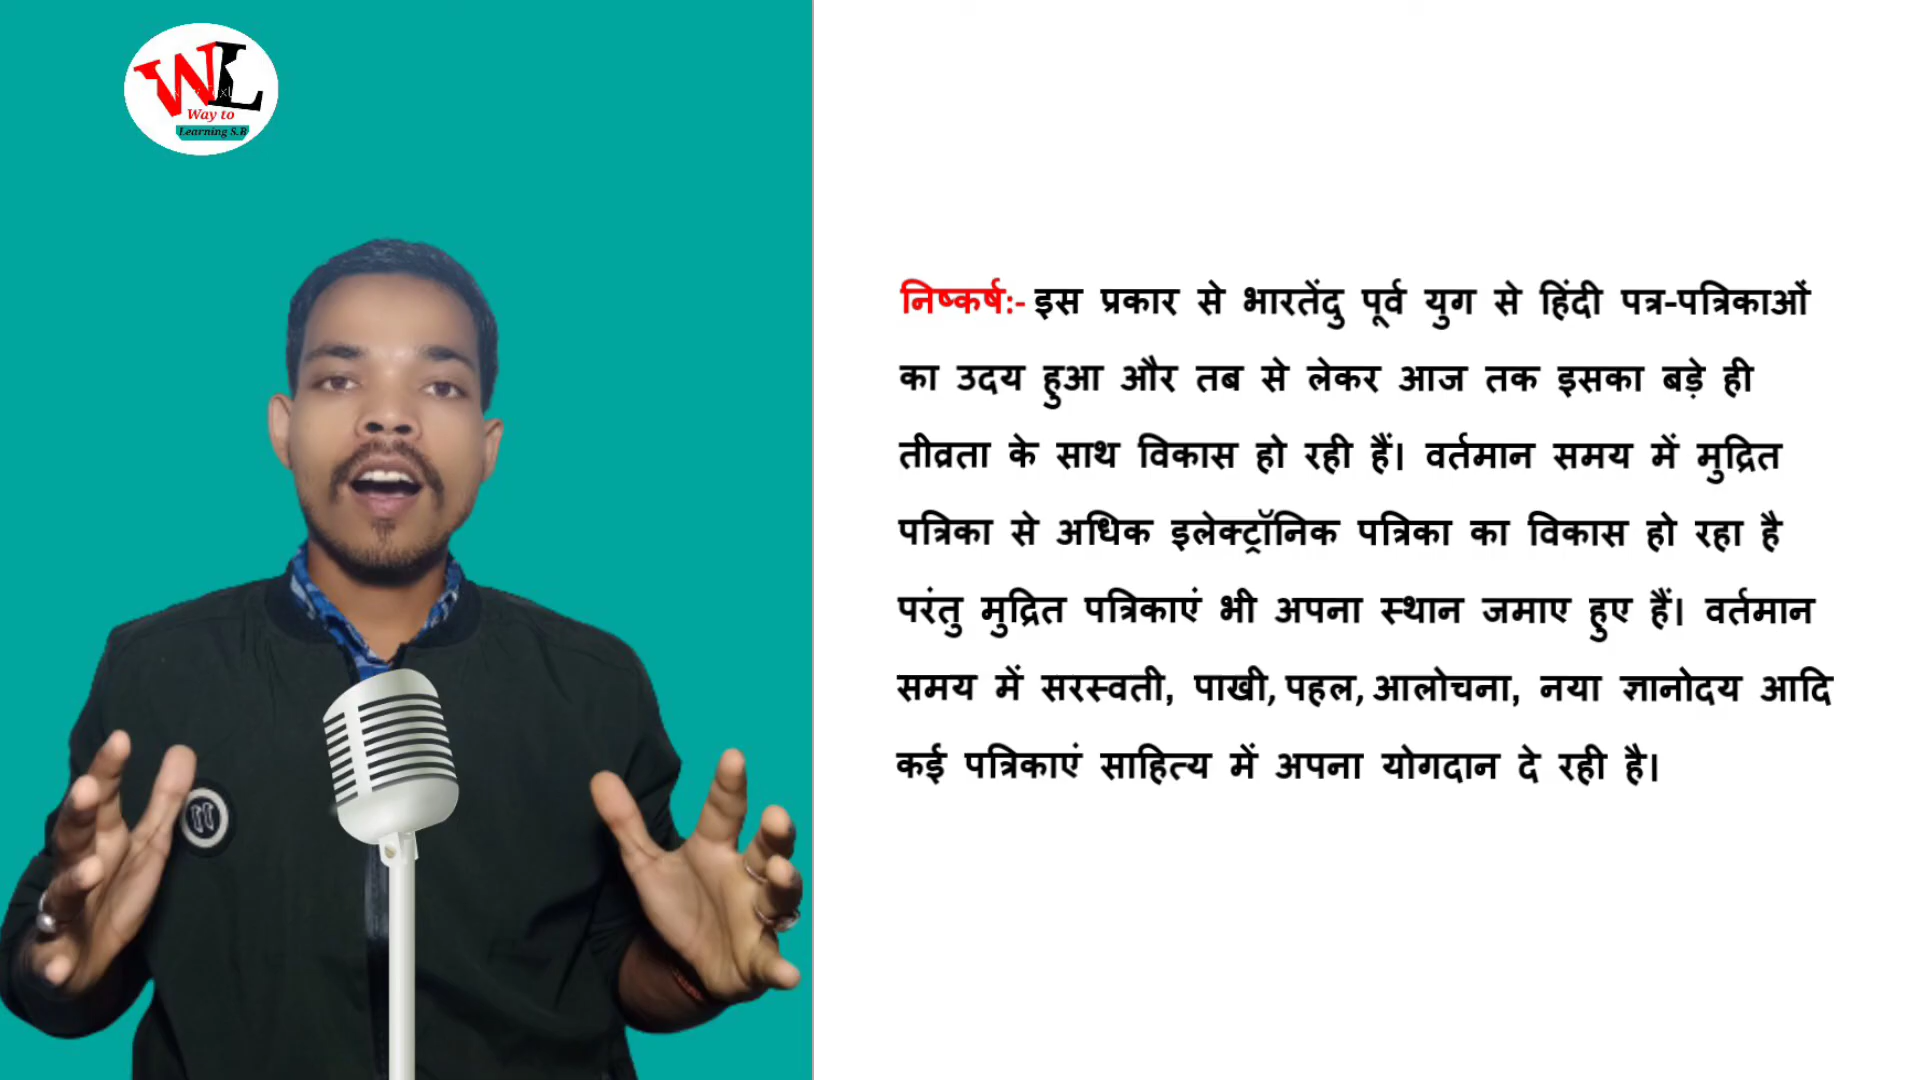 WL
Way to
Learning S.B
निष्कर्ष:- इस प्रकार से भारतेंदु पूर्व युग से हिंदी पत्र-पत्रिकाओं
का उदय हुआ और तब से लेकर आज तक इसका बड़े ही
तीव्रता के साथ विकास हो रही हैं। वर्तमान समय में मुद्रित
पत्रिका से अधिक इलेक्ट्रॉनिक पत्रिका का विकास हो रहा है
परंतु मुद्रित पत्रिकाएं भी अपना स्थान जमाए हुए हैं। वर्तमान
समय में सरस्वती, पाखी, पहल, आलोचना, नया ज्ञानोदय आदि
कई पत्रिकाएं साहित्य में अपना योगदान दे रही है।